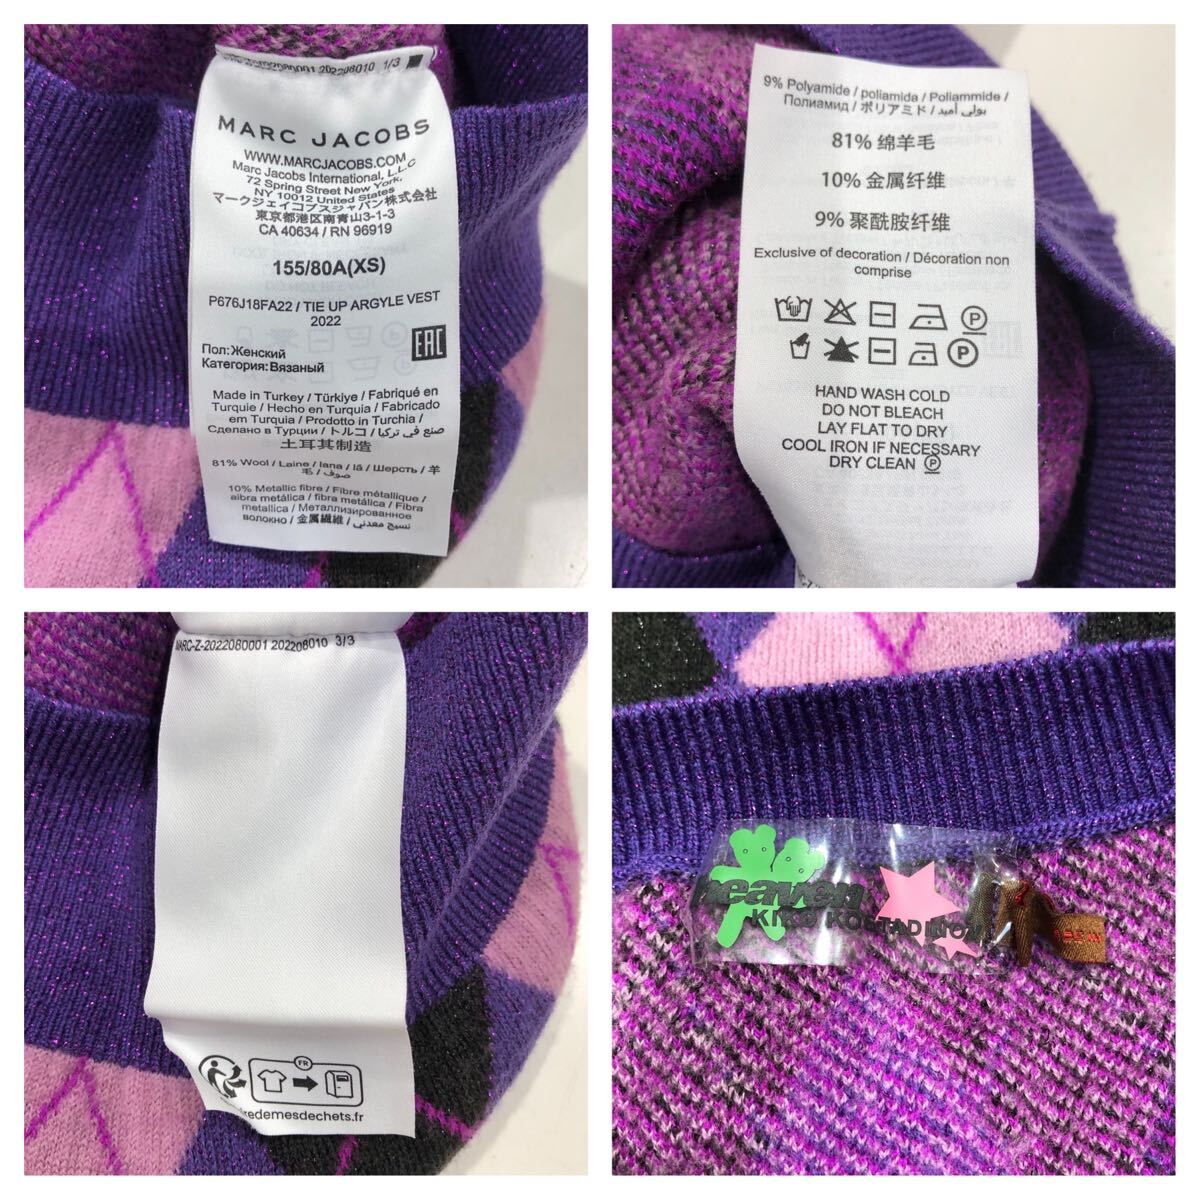 2022080001 202206010 1/3
MARC JACOBS
WWW.MARCJACOBS.COM
Marc Jacobs International, L.L.C
72 Spring Street New York,
NY 10012 United States
マークジェイコブスジャパン株式会社
東京都港区南青山3-1-3
CA 40634 / RN 96919
155/80A(XS)
P676J18FA22 / TIE UP ARGYLE VEST
2022
Пол:Женский
Категория:Вязаный
EAC
Made in Turkey / Türkiye / Fabriqué en
Turquie / Hecho en Turquia / Fabricado
em Turquia / Prodotto in Turchia /
Сделано в Турции / トルコ / صنع في تركيا
土耳其制造
81% Wool / Laine / lana / lã / Шерсть / 羊
毛 / صوف
10% Metallic fibre / Fibre métallique /
aibra metálica / fibra metálica / Fibra
metallica / Металлизированное
волокно / 金属繊維 / نسيج معدني
9% Polyamide / poliamida / Poliammide /
Полиамид / ポリアミド / بولي أميد
81% 绵羊毛
10% 金属纤维
9% 聚酰胺纤维
Exclusive of decoration / Décoration non
comprise
P
P
HAND WASH COLD
DO NOT BLEACH
LAY FLAT TO DRY
COOL IRON IF NECESSARY
DRY CLEAN P
MARC-Z-2022080001 202206010 3/3
FR
redemesdechets.fr
heaven
KIKO KOSTADINOV